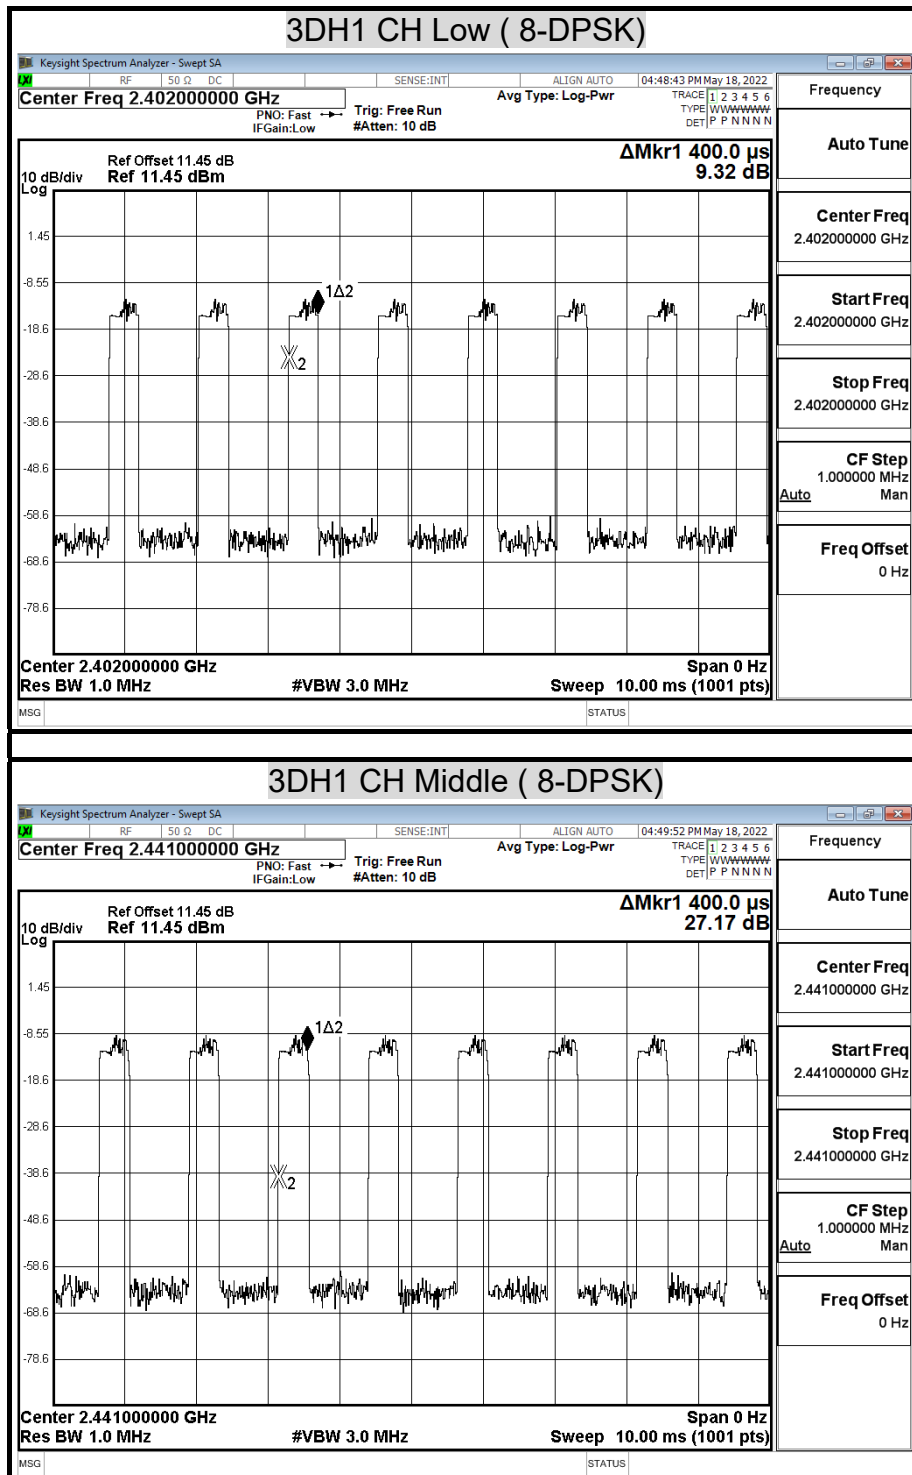 3DH1 CH Low ( 8-DPSK)
Keysight Spectrum Analyzer - Swept SA
LXI RF 50 Ω DC SENSE:INT ALIGN AUTO 04:48:43 PM May 18, 2022
Center Freq 2.402000000 GHz Avg Type: Log-Pwr TRACE 1 2 3 4 5 6
PNO: Fast Trig: Free Run TYPE WWWWWW
IFGain:Low #Atten: 10 dB DET P P N N N N
Frequency
Auto Tune
Center Freq
2.402000000 GHz
Start Freq
2.402000000 GHz
Stop Freq
2.402000000 GHz
CF Step
1.000000 MHz
Auto Man
Freq Offset
0 Hz
ΔMkr1 400.0 µs
9.32 dB
Ref Offset 11.45 dB
10 dB/div Ref 11.45 dBm
Log
1.45
-8.55
-18.6
-28.6
-38.6
-48.6
-58.6
-68.6
-78.6
1Δ2
2
Center 2.402000000 GHz Span 0 Hz
Res BW 1.0 MHz #VBW 3.0 MHz Sweep 10.00 ms (1001 pts)
MSG STATUS
3DH1 CH Middle ( 8-DPSK)
Keysight Spectrum Analyzer - Swept SA
LXI RF 50 Ω DC SENSE:INT ALIGN AUTO 04:49:52 PM May 18, 2022
Center Freq 2.441000000 GHz Avg Type: Log-Pwr TRACE 1 2 3 4 5 6
PNO: Fast Trig: Free Run TYPE WWWWWW
IFGain:Low #Atten: 10 dB DET P P N N N N
Frequency
Auto Tune
Center Freq
2.441000000 GHz
Start Freq
2.441000000 GHz
Stop Freq
2.441000000 GHz
CF Step
1.000000 MHz
Auto Man
Freq Offset
0 Hz
ΔMkr1 400.0 µs
27.17 dB
Ref Offset 11.45 dB
10 dB/div Ref 11.45 dBm
Log
1.45
-8.55
-18.6
-28.6
-38.6
-48.6
-58.6
-68.6
-78.6
1Δ2
2
Center 2.441000000 GHz Span 0 Hz
Res BW 1.0 MHz #VBW 3.0 MHz Sweep 10.00 ms (1001 pts)
MSG STATUS